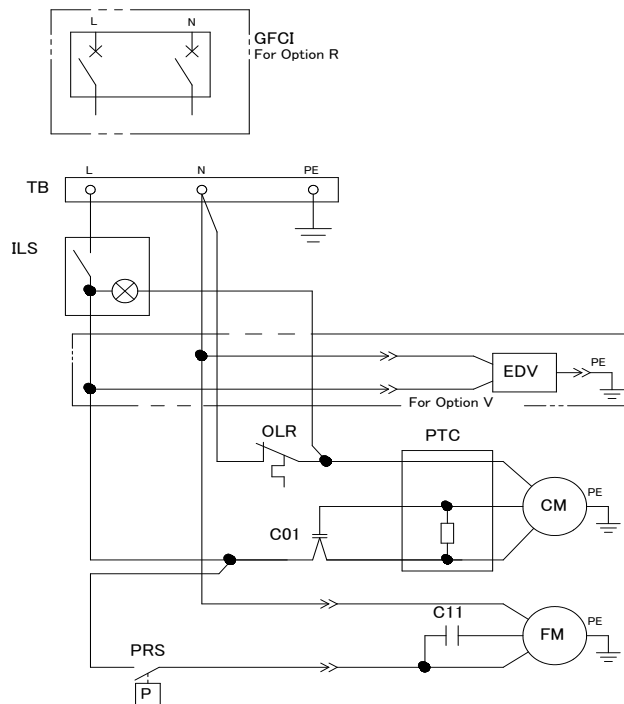 L N
GFCI
For Option R
L N PE
TB
ILS
EDV
PE
For Option V
OLR
PTC
CM
PE
C01
C11
FM
PE
PRS
P